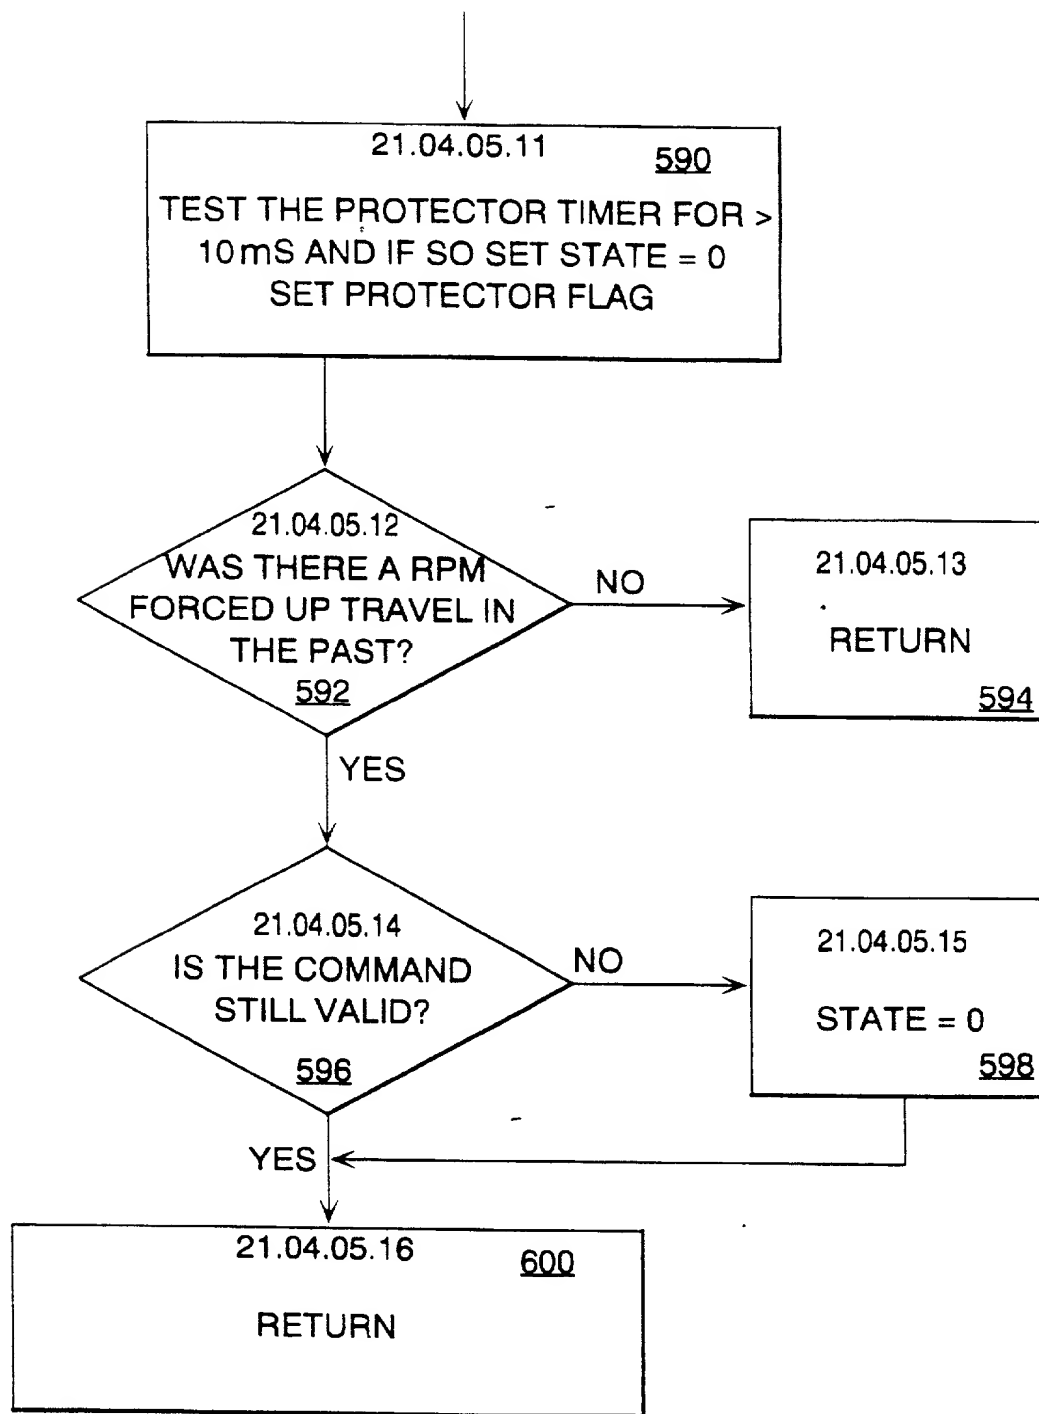 21.04.05.11 590
TEST THE PROTECTOR TIMER FOR >
10mS AND IF SO SET STATE = 0
SET PROTECTOR FLAG
21.04.05.12
WAS THERE A RPM
FORCED UP TRAVEL IN
THE PAST?
592
NO
21.04.05.13
RETURN
594
YES
21.04.05.14
IS THE COMMAND
STILL VALID?
596
NO
21.04.05.15
STATE = 0
598
YES
21.04.05.16 600
RETURN